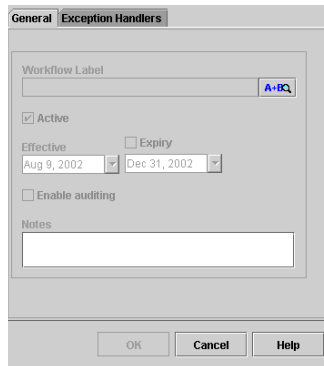 General Exception Handlers
Workflow Label
A+B
Active
Effective Expiry
Aug 9, 2002 Dec 31, 2002
Enable auditing
Notes
OK Cancel Help